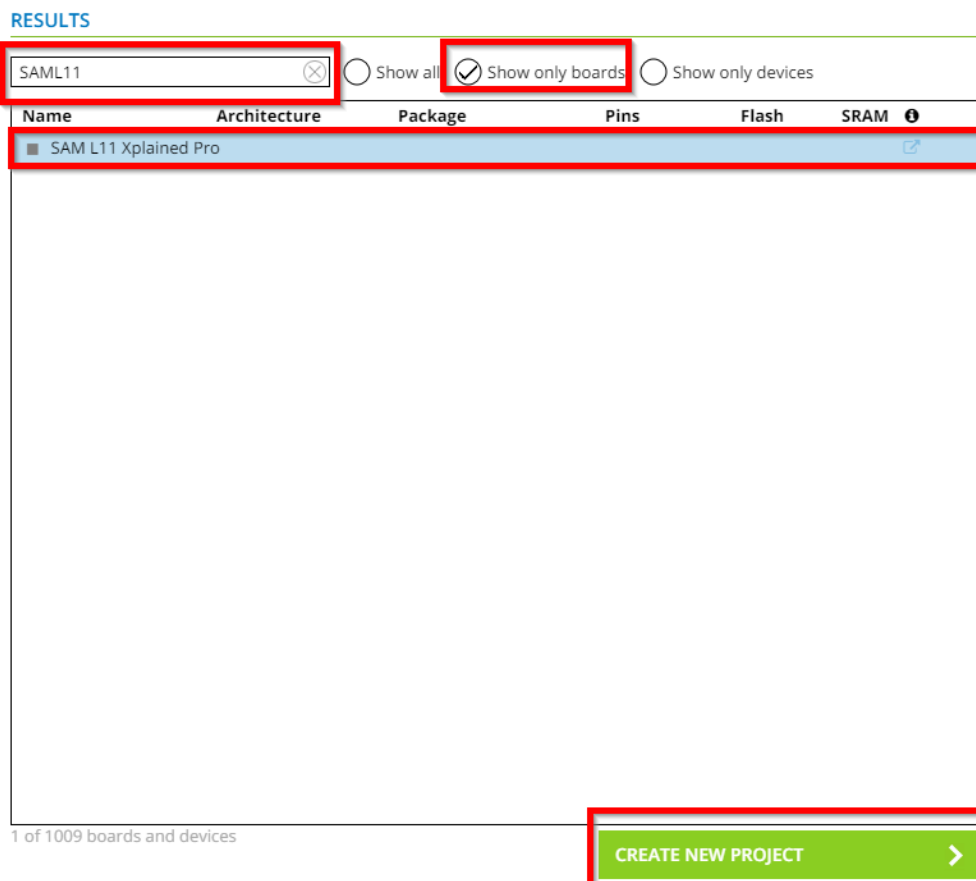 RESULTS
SAML11 Show all Show only boards Show only devices
Name Architecture Package Pins Flash SRAM
SAM L11 Xplained Pro
1 of 1009 boards and devices
CREATE NEW PROJECT